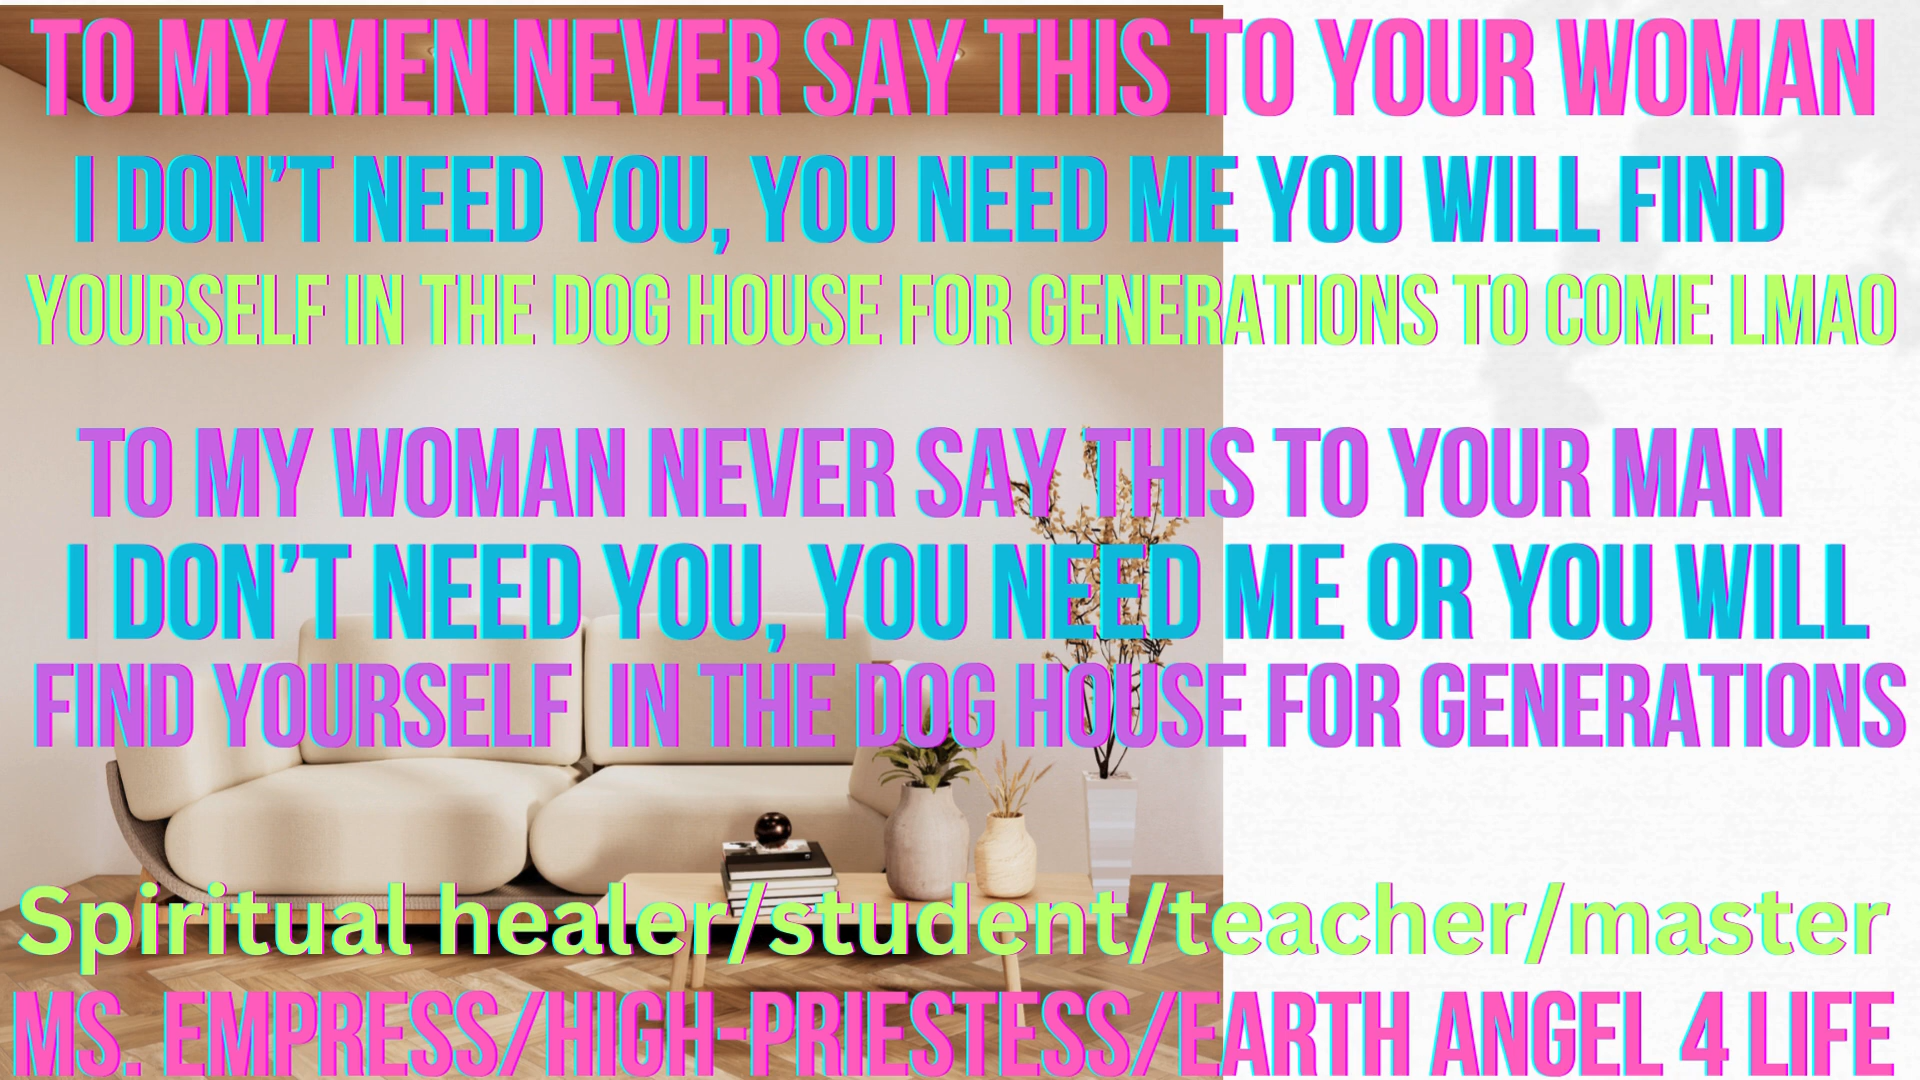 TO MY MEN NEVER SAY THIS TO YOUR WOMAN
I DON'T NEED YOU, YOU NEED ME YOU WILL FIND
YOURSELF IN THE DOG HOUSE FOR GENERATIONS TO COME LMAO
TO MY WOMAN NEVER SAY THIS TO YOUR MAN
I DON'T NEED YOU, YOU NEED ME OR YOU WILL
FIND YOURSELF IN THE DOG HOUSE FOR GENERATIONS
Spiritual healer/student/teacher/master
MS. EMPRESS/HIGH-PRIESTESS/EARTH ANGEL 4 LIFE